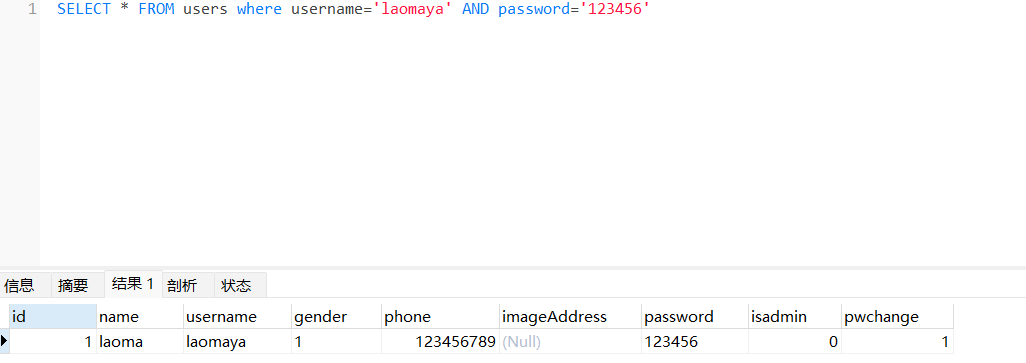 1 SELECT * FROM users where username='laomaya' AND password='123456'
信息 摘要 结果 1 剖析 状态
id name username gender phone imageAddress password isadmin pwchange
1 laoma laomaya 1 123456789 (Null) 123456 0 1